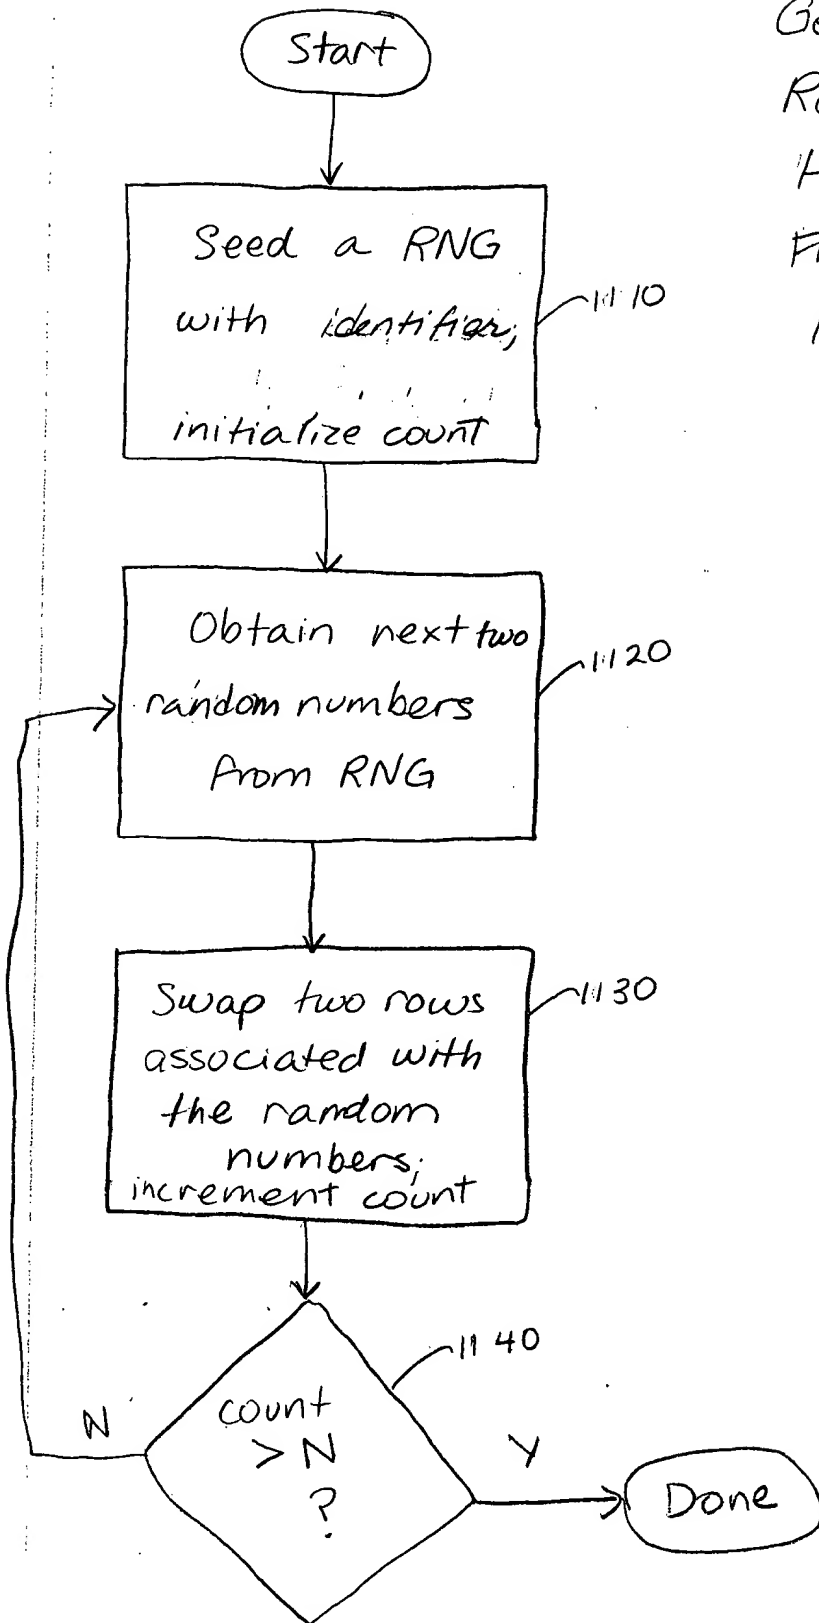 Start
Seed a RNG
with identifier;
initialize count
1110
Obtain next two
random numbers
from RNG
1120
Swap two rows
associated with
the random
numbers;
increment count
1130
count
> N
?
1140
N
Y
Done